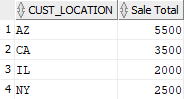 CUST_LOCATION Sale Total
1 AZ 5500
2 CA 3500
3 IL 2000
4 NY 2500